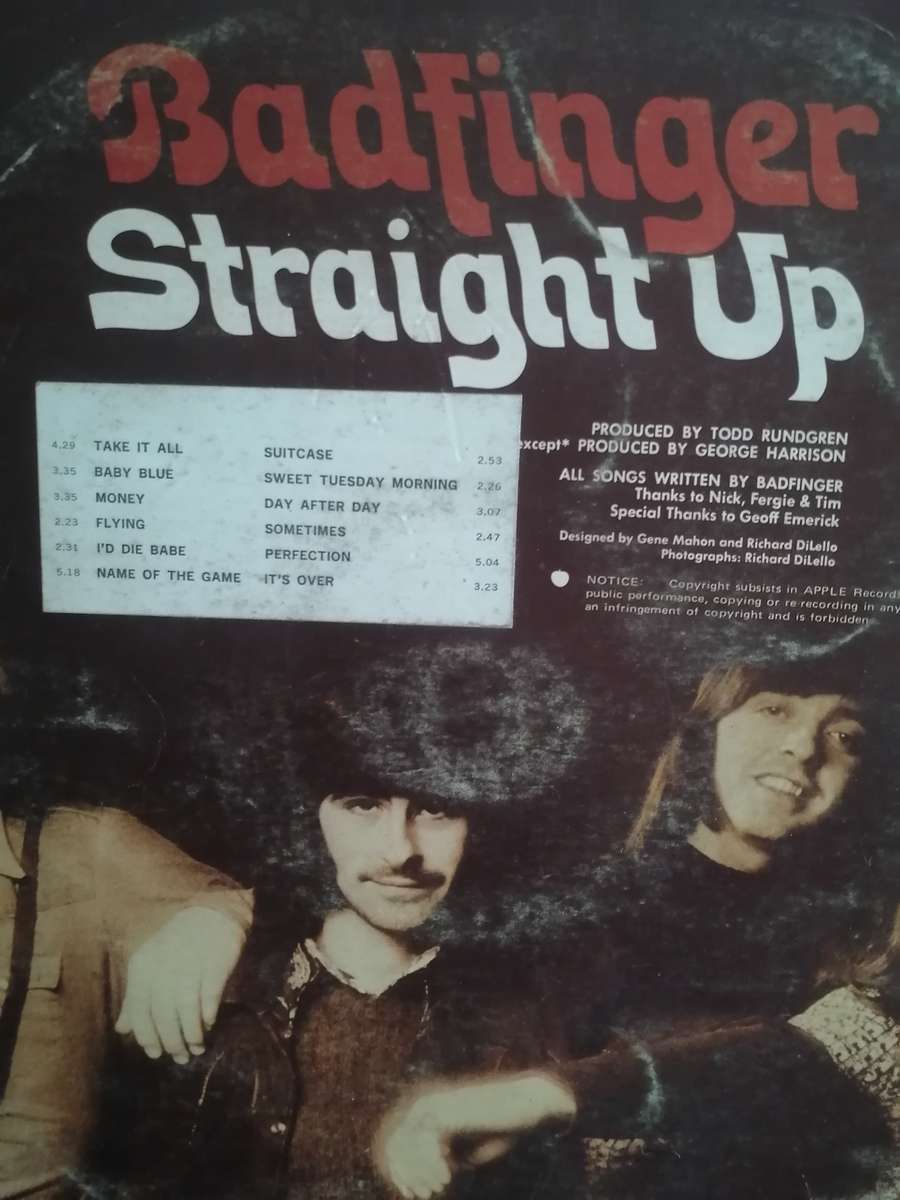 Badfinger
Straight Up
4.29 TAKE IT ALL
3.35 BABY BLUE
3.35 MONEY
2.23 FLYING
2.31 I'D DIE BABE
5.18 NAME OF THE GAME
SUITCASE 2.53
SWEET TUESDAY MORNING 2.26
DAY AFTER DAY 3.07
SOMETIMES 2.47
PERFECTION 5.04
IT'S OVER 3.23
PRODUCED BY TODD RUNDGREN
except* PRODUCED BY GEORGE HARRISON
ALL SONGS WRITTEN BY BADFINGER
Thanks to Nick, Fergie & Tim
Special Thanks to Geoff Emerick
Designed by Gene Mahon and Richard DiLello
Photographs: Richard DiLello
NOTICE: Copyright subsists in APPLE Record
public performance, copying or re-recording in any
an infringement of copyright and is forbidden